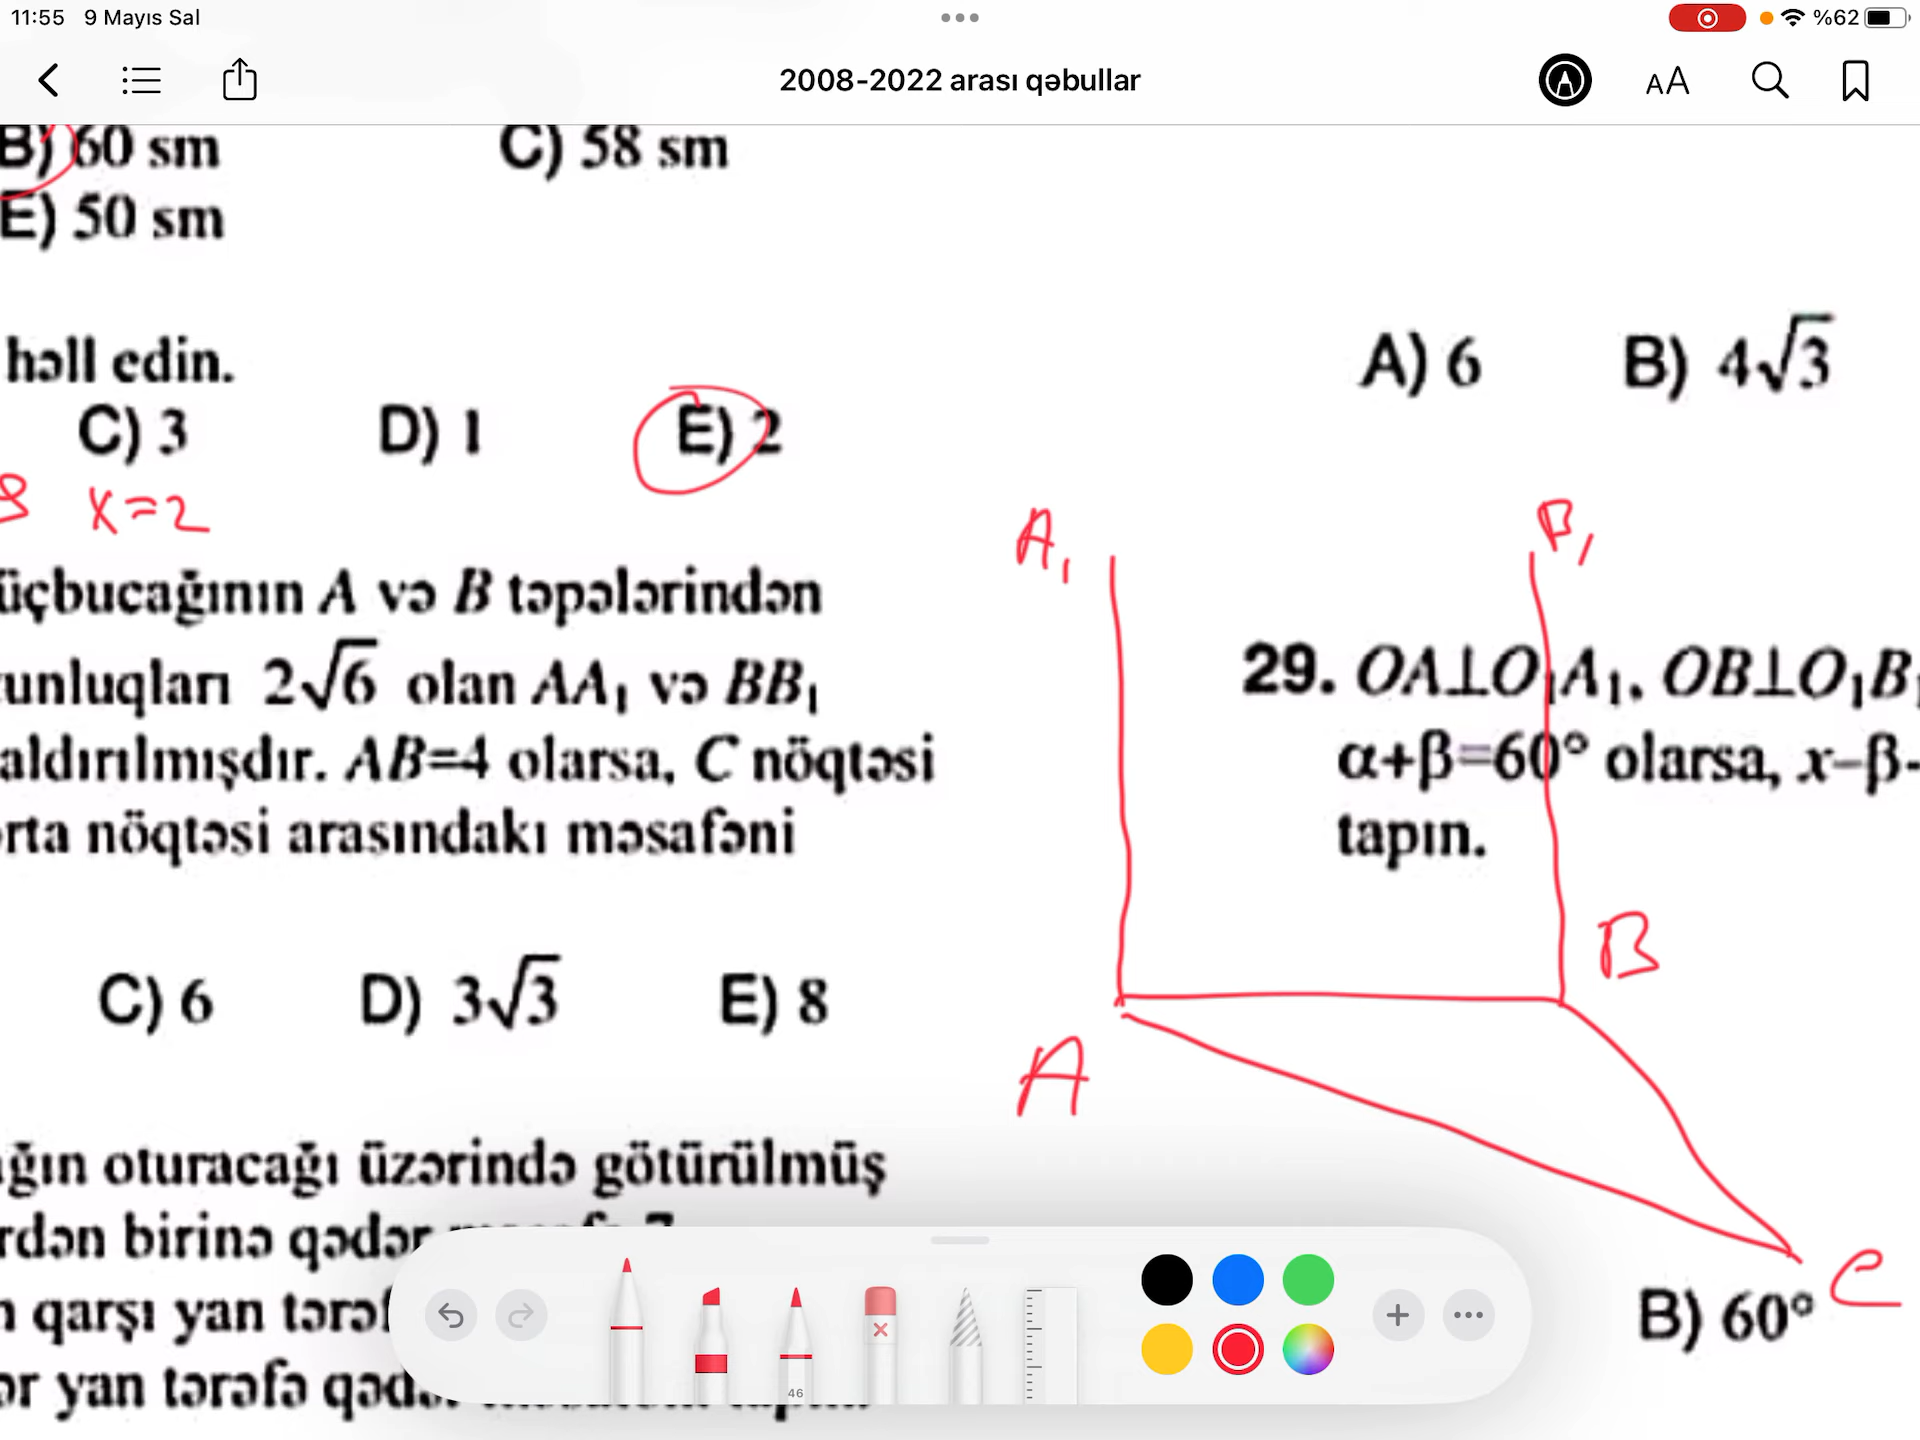 11:55 9 Mayıs Sal
%62
2008-2022 arası qəbullar
AA
B) 60 sm C) 58 sm
E) 50 sm
həll edin.
C) 3 D) 1 E) 2
8 x=2
üçbucağının A və B təpələrindən
unluqları 2√6 olan AA₁ və BB₁
aldırılmışdır. AB=4 olarsa, C nöqtəsi
rta nöqtəsi arasındakı məsafəni
C) 6 D) 3√3 E) 8
ğın oturacağı üzərində götürülmüş
rdən birinə qədər
n qarşı yan təraf
ər yan tərəfə qəd
A) 6 B) 4√3
A₁ B₁
29. OA⊥O₁A₁, OB⊥O₁B₁
α+β=60° olarsa, x–β-
tapın.
B
A
C
B) 60°
46